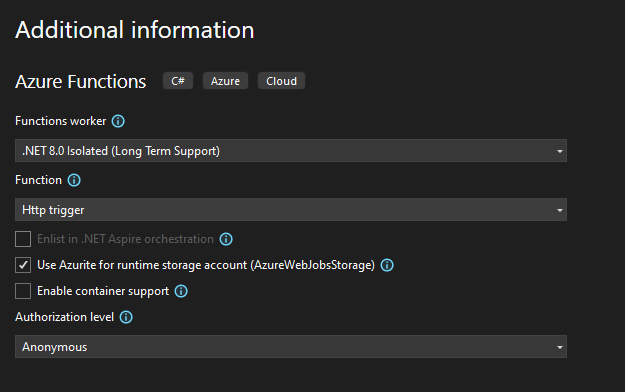 Additional information
Azure Functions C# Azure Cloud
Functions worker
.NET 8.0 Isolated (Long Term Support)
Function
Http trigger
Enlist in .NET Aspire orchestration
Use Azurite for runtime storage account (AzureWebJobsStorage)
Enable container support
Authorization level
Anonymous